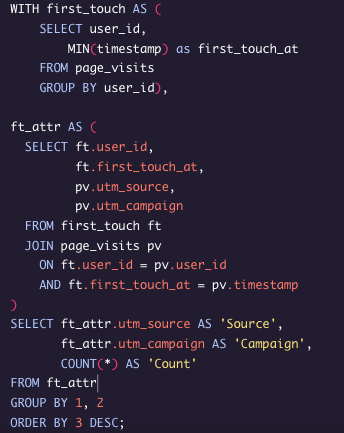 WITH first_touch AS (
    SELECT user_id,
        MIN(timestamp) as first_touch_at
    FROM page_visits
    GROUP BY user_id),

ft_attr AS (
  SELECT ft.user_id,
         ft.first_touch_at,
         pv.utm_source,
         pv.utm_campaign
  FROM first_touch ft
  JOIN page_visits pv
    ON ft.user_id = pv.user_id
    AND ft.first_touch_at = pv.timestamp
)
SELECT ft_attr.utm_source AS 'Source',
       ft_attr.utm_campaign AS 'Campaign',
       COUNT(*) AS 'Count'
FROM ft_attr
GROUP BY 1, 2
ORDER BY 3 DESC;